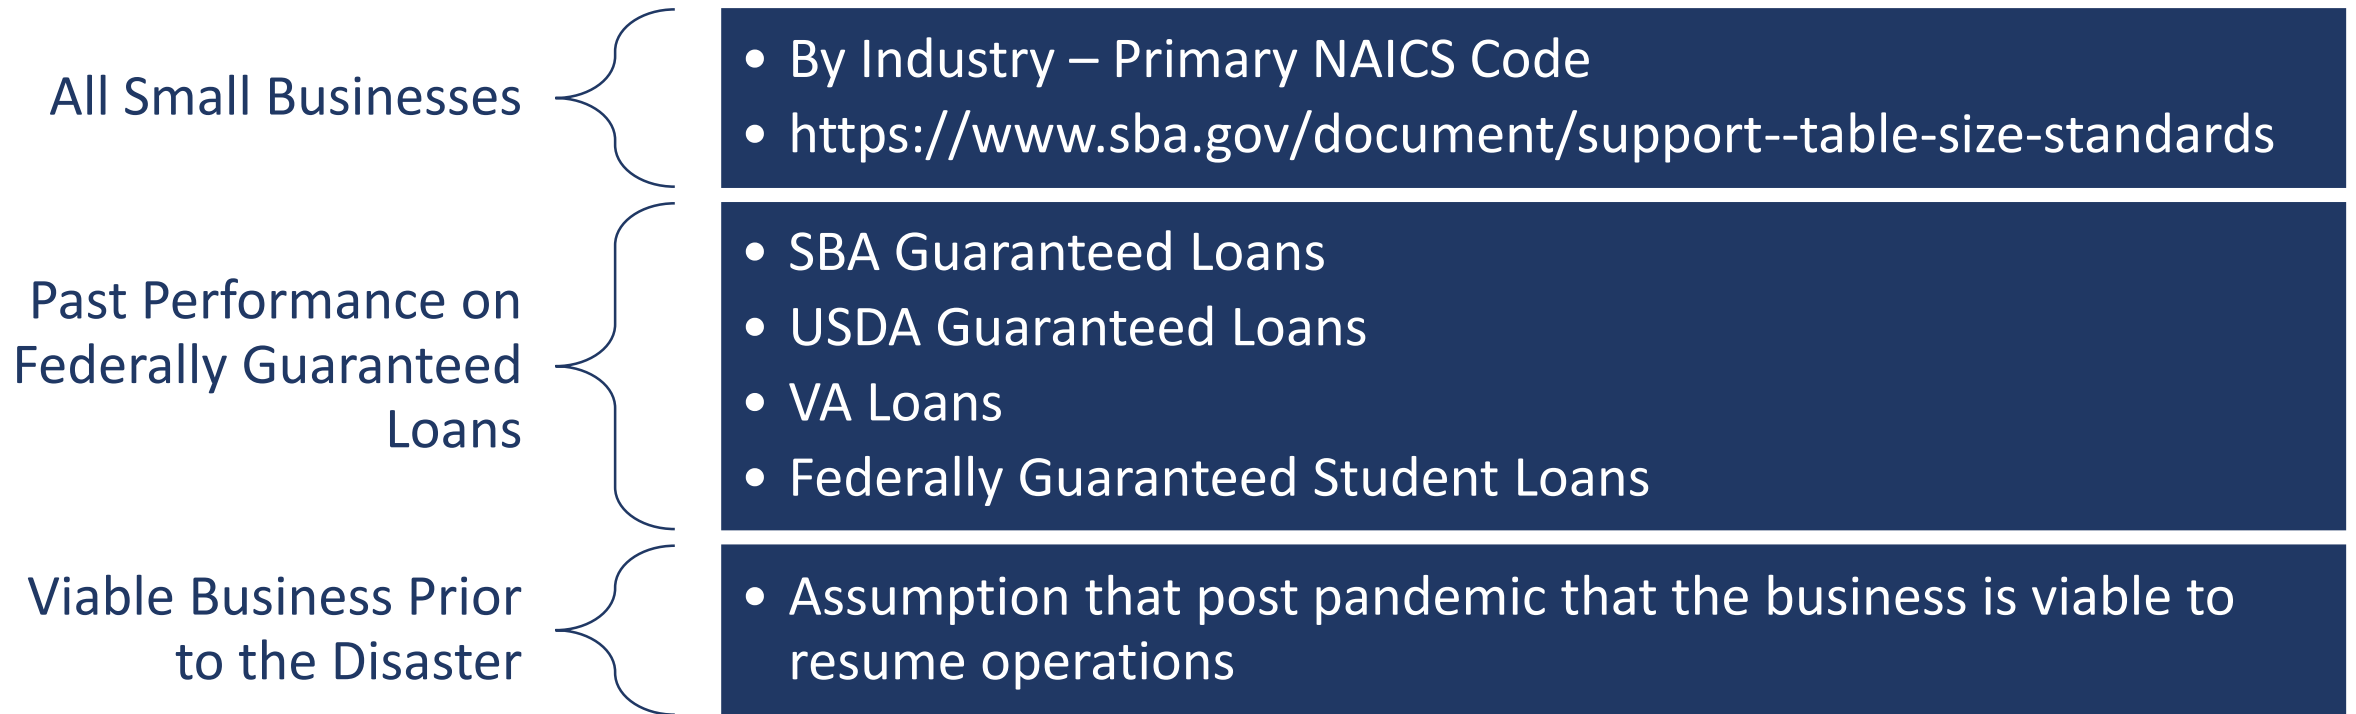 All Small Businesses
• By Industry – Primary NAICS Code
• https://www.sba.gov/document/support--table-size-standards
Past Performance on
Federally Guaranteed
Loans
• SBA Guaranteed Loans
• USDA Guaranteed Loans
• VA Loans
• Federally Guaranteed Student Loans
Viable Business Prior
to the Disaster
• Assumption that post pandemic that the business is viable to
resume operations